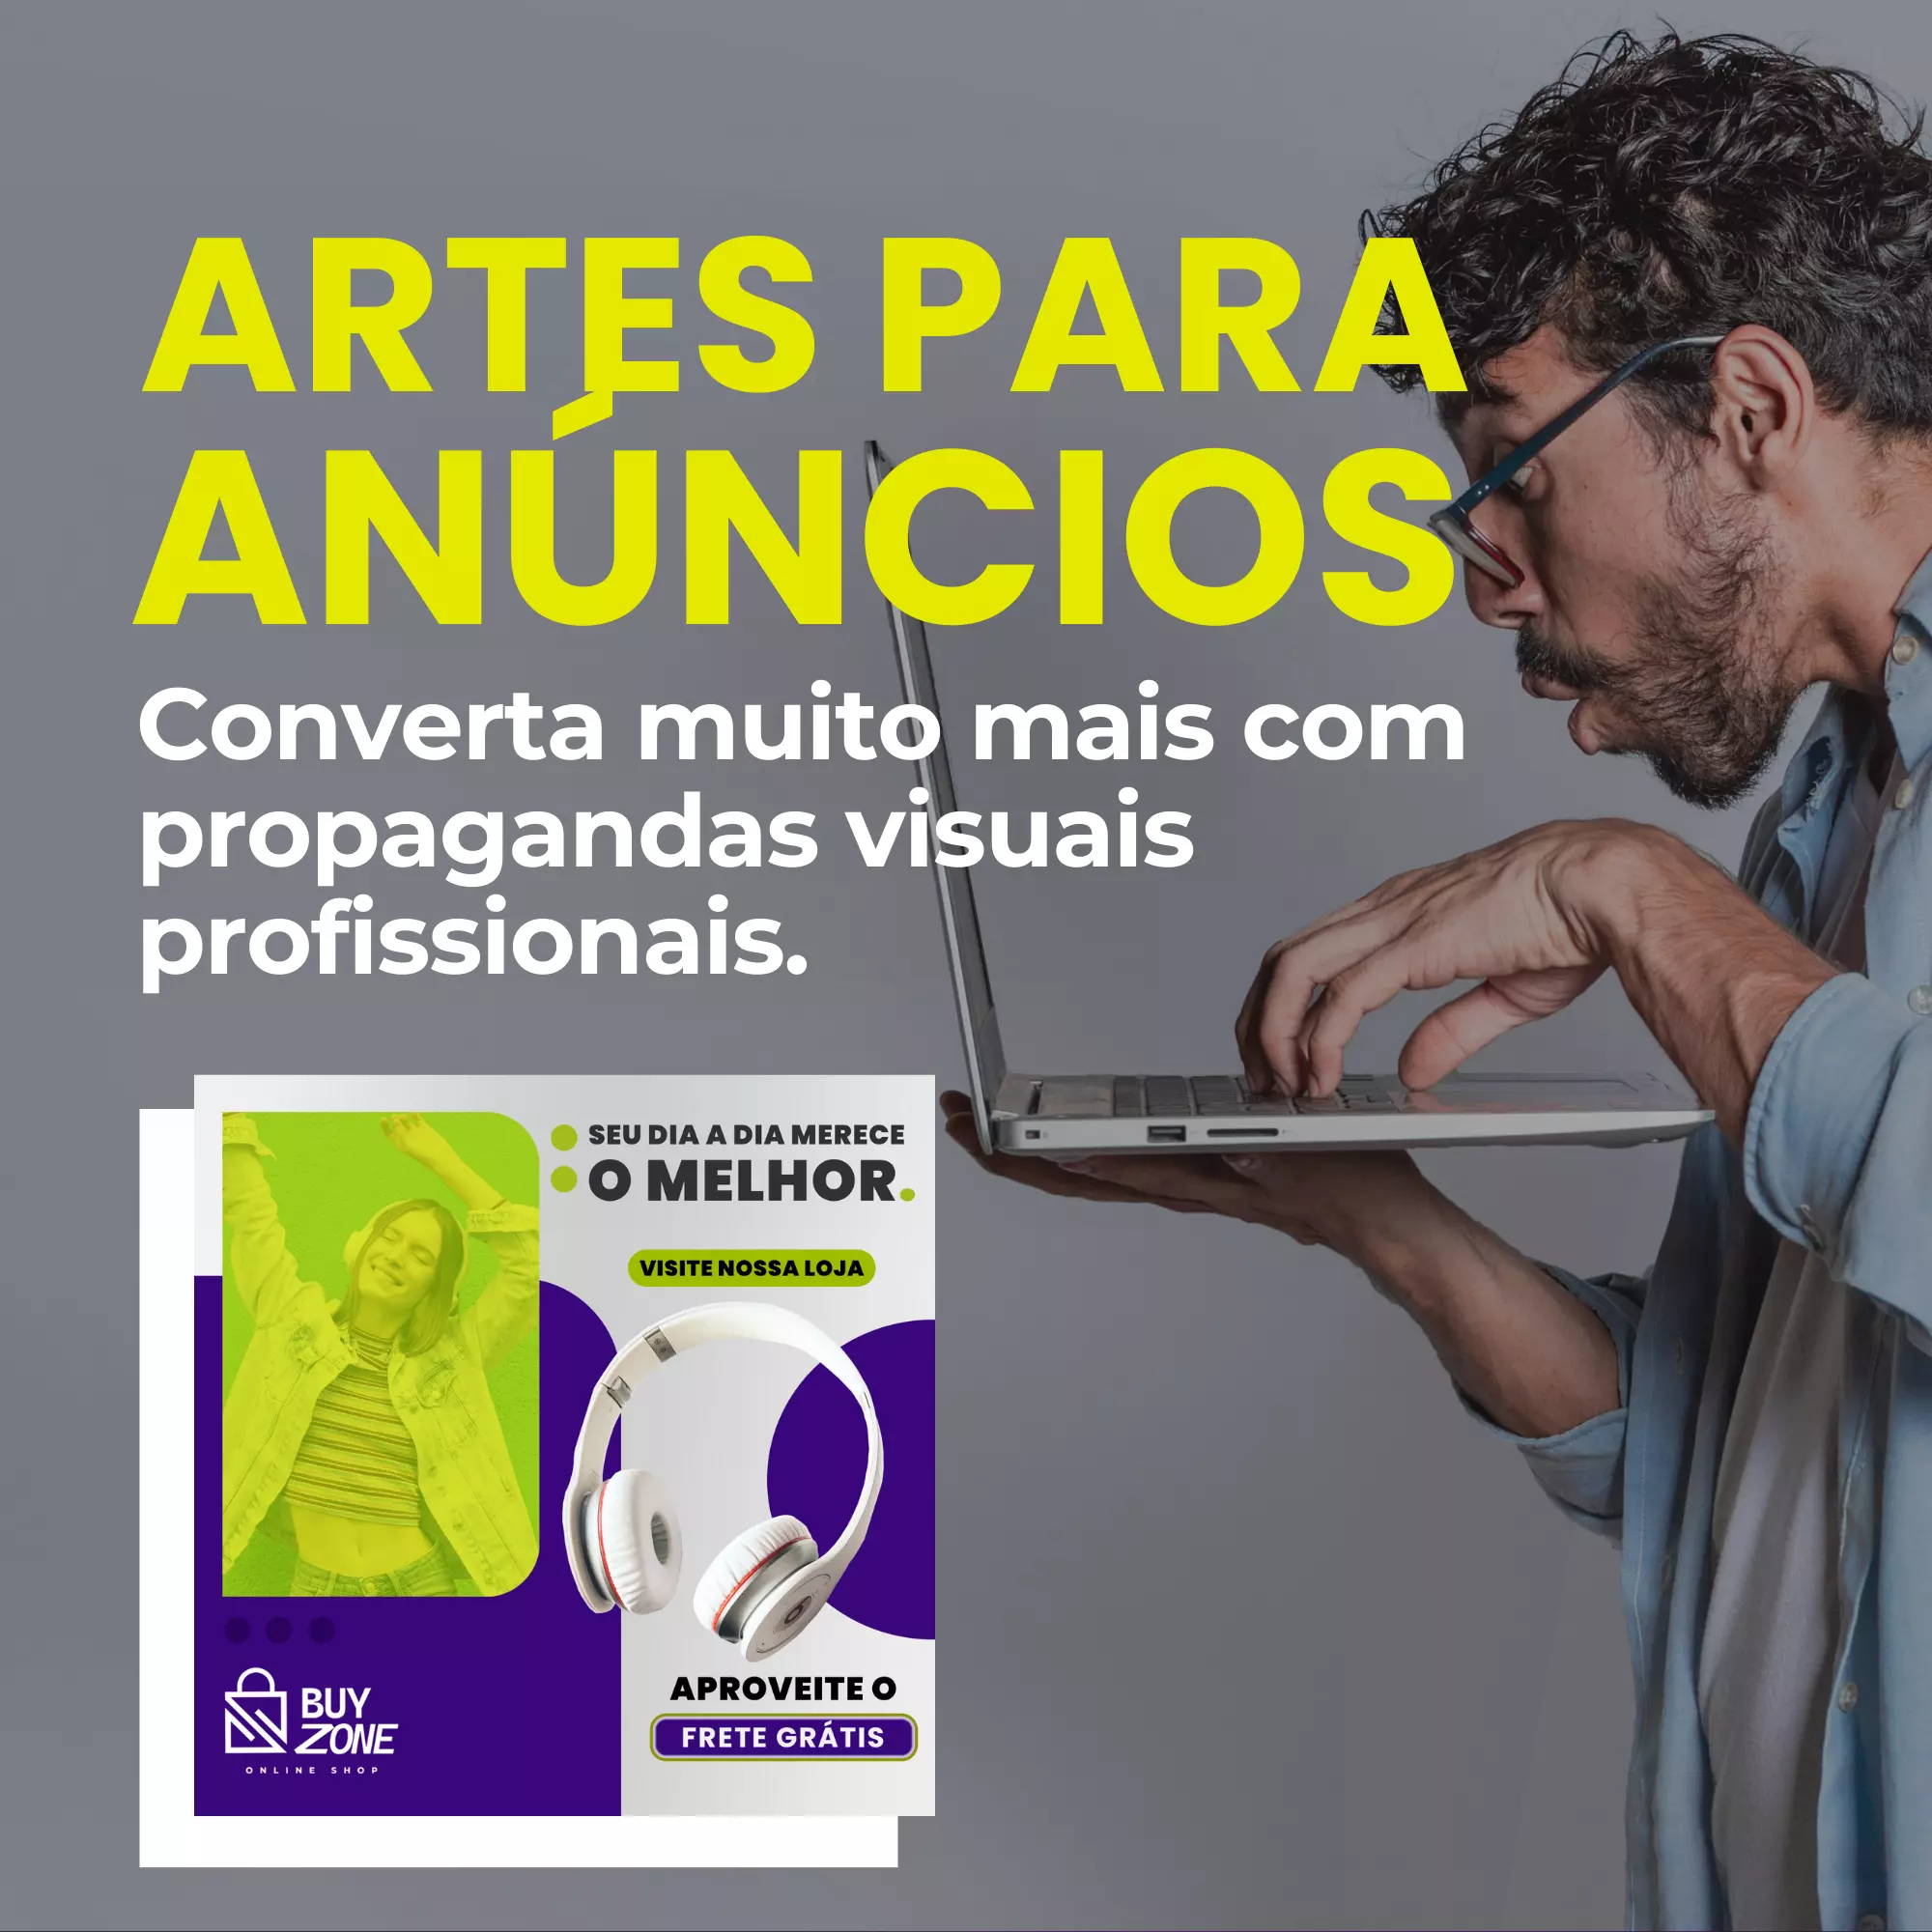 ARTES PARA
ANÚNCIOS
Converta muito mais com
propagandas visuais
profissionais.
SEU DIA A DIA MERECE
O MELHOR.
VISITE NOSSA LOJA
APROVEITE O
FRETE GRÁTIS
BUY
ZONE
ONLINE SHOP